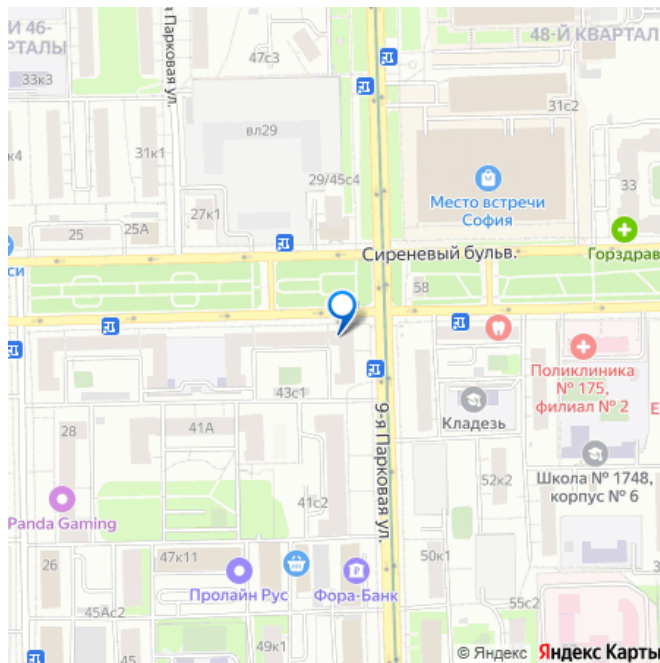 И 46-
РТАЛЫ
я Парковая ул.
47с3
48-Й КВАРТАЛ
33к3
31с2
вл29
к4
31к1
29/45с4
Место встречи
София
33
27к1
25
25А
Сиреневый бульв.
Горздрав
си
58
Поликлиника
№ 175,
филиал № 2
43с1
9-я Парковая ул.
Кладезь
Е
28
41А
Школа № 1748,
корпус № 6
52к2
Panda Gaming
41с2
47к11
50к1
26
Пролайн Рус
Фора-Банк
45Ас2
55с2
45
49к1
© Яндекс Яндекс Карты